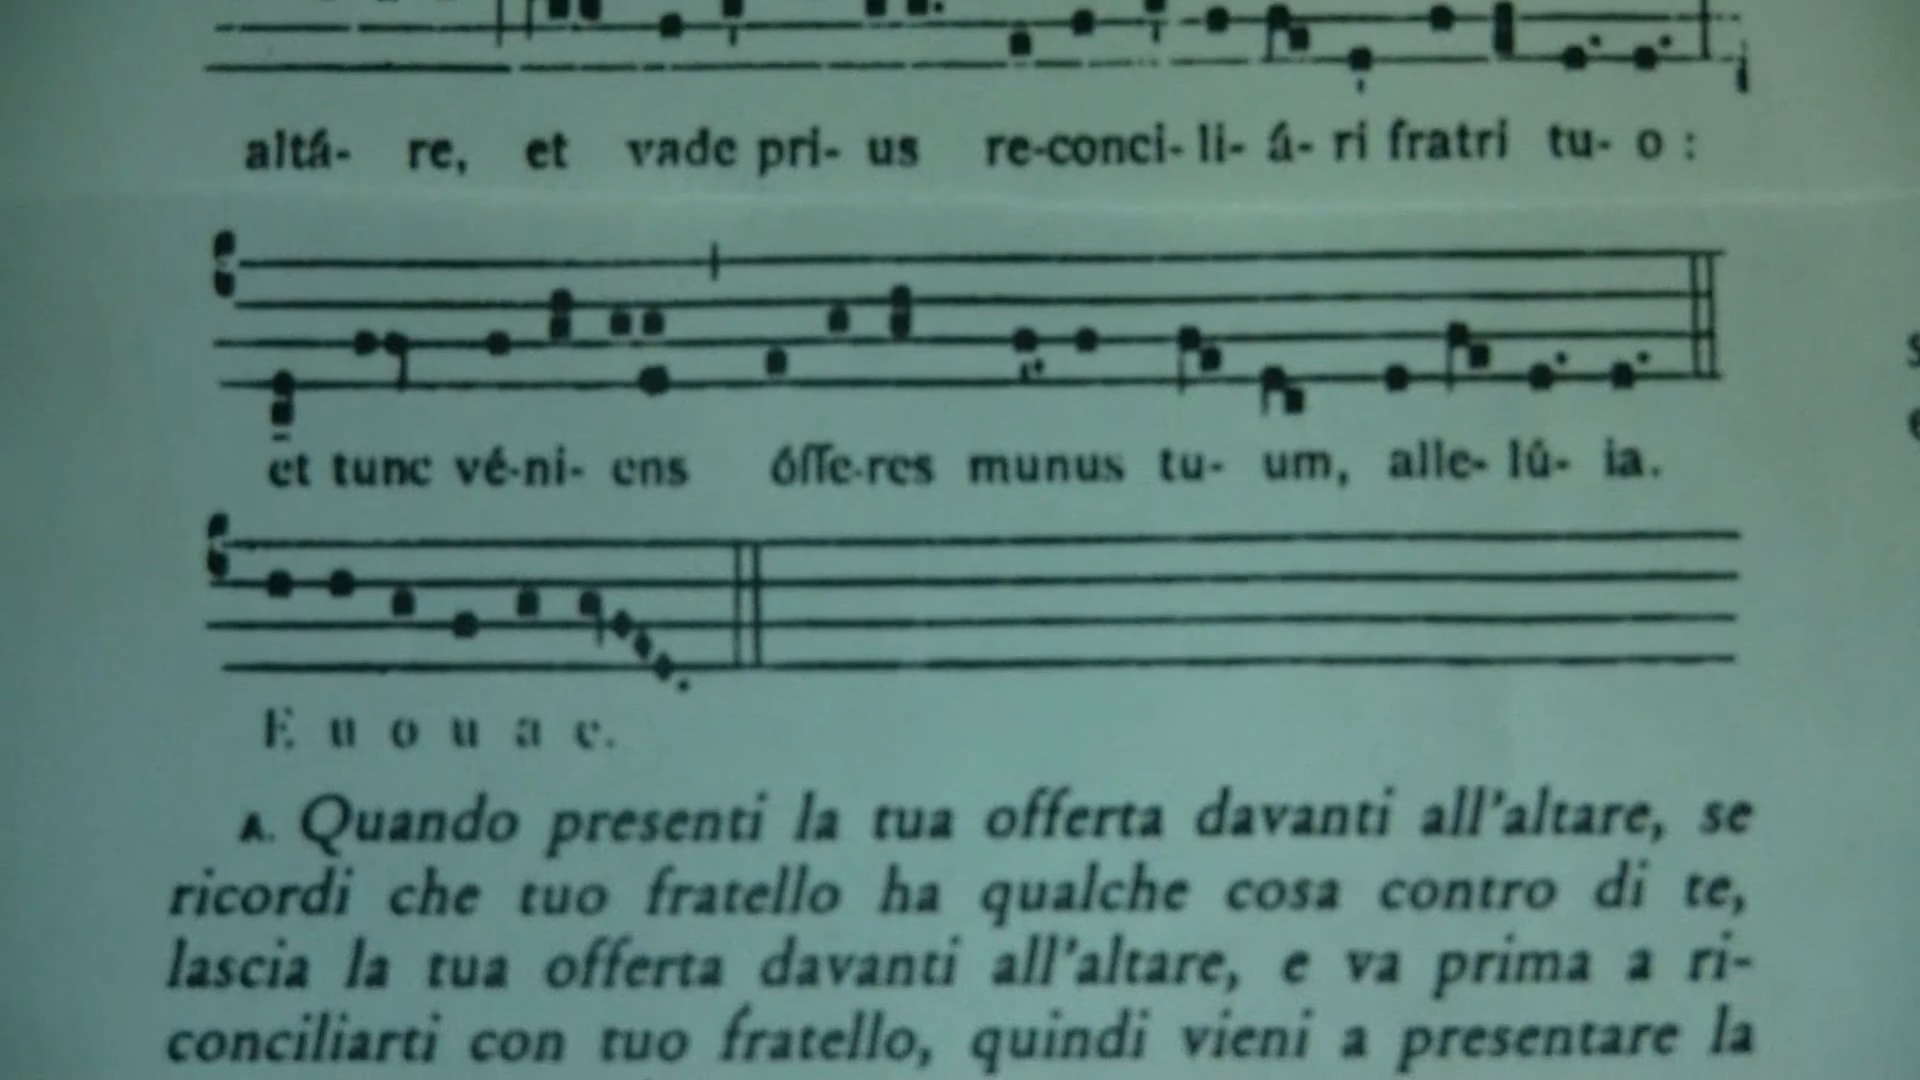 altá- re, et vade pri- us re-conci- li- á- ri fratri tu- o :
et tunc vé-ni- ens óffe-res munus tu- um, alle- lú- ia.
E u o u a e.
A. Quando presenti la tua offerta davanti all'altare, se
ricordi che tuo fratello ha qualche cosa contro di te,
lascia la tua offerta davanti all'altare, e va prima a ri-
conciliarti con tuo fratello, quindi vieni a presentare la